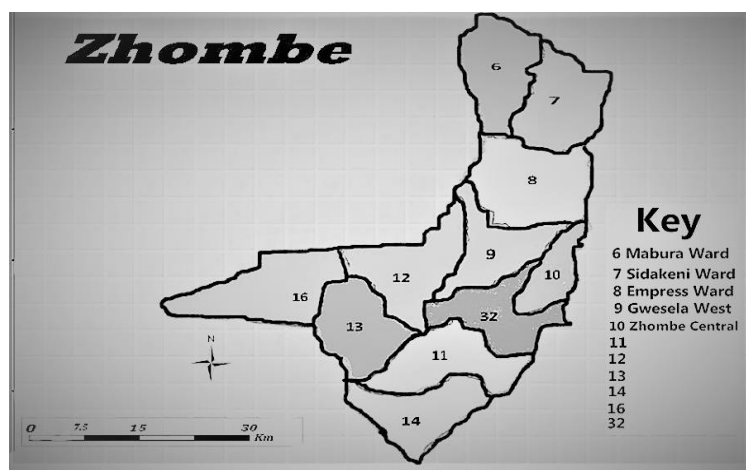 Zhombe
6
7
8
9
10
12
16
13
32
11
14
Key
6 Mabura Ward
7 Sidakeni Ward
8 Empress Ward
9 Gwesela West
10 Zhombe Central
11
12
13
14
16
32
N
0 7.5 15 30
Km